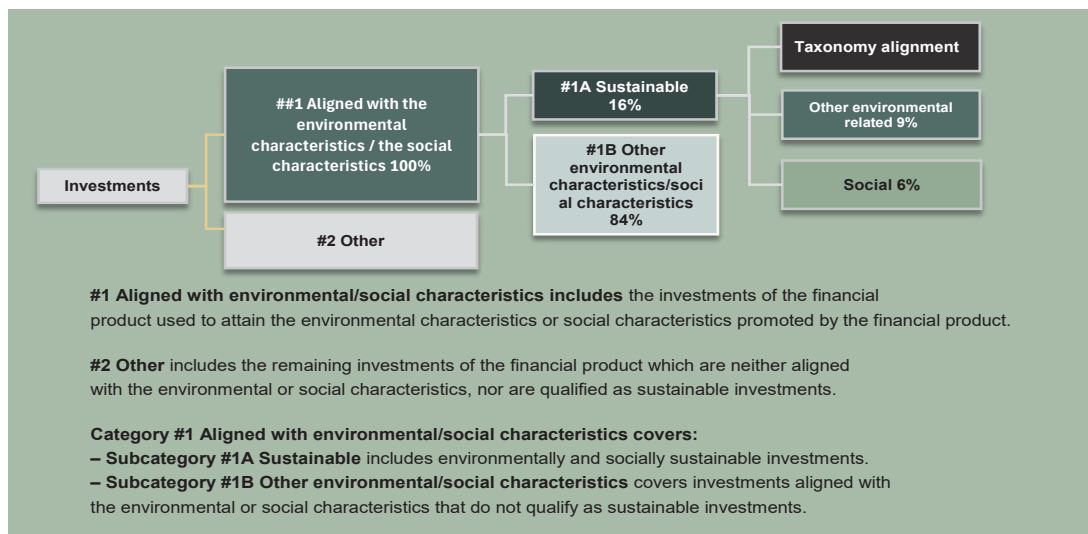 Investments
##1 Aligned with the
environmental
characteristics / the social
characteristics 100%
#2 Other
#1A Sustainable
16%
#1B Other
environmental
characteristics/soci
al characteristics
84%
Taxonomy alignment
Other environmental
related 9%
Social 6%
#1 Aligned with environmental/social characteristics includes the investments of the financial
product used to attain the environmental characteristics or social characteristics promoted by the financial product.
#2 Other includes the remaining investments of the financial product which are neither aligned
with the environmental or social characteristics, nor are qualified as sustainable investments.
Category #1 Aligned with environmental/social characteristics covers:
– Subcategory #1A Sustainable includes environmentally and socially sustainable investments.
– Subcategory #1B Other environmental/social characteristics covers investments aligned with
the environmental or social characteristics that do not qualify as sustainable investments.